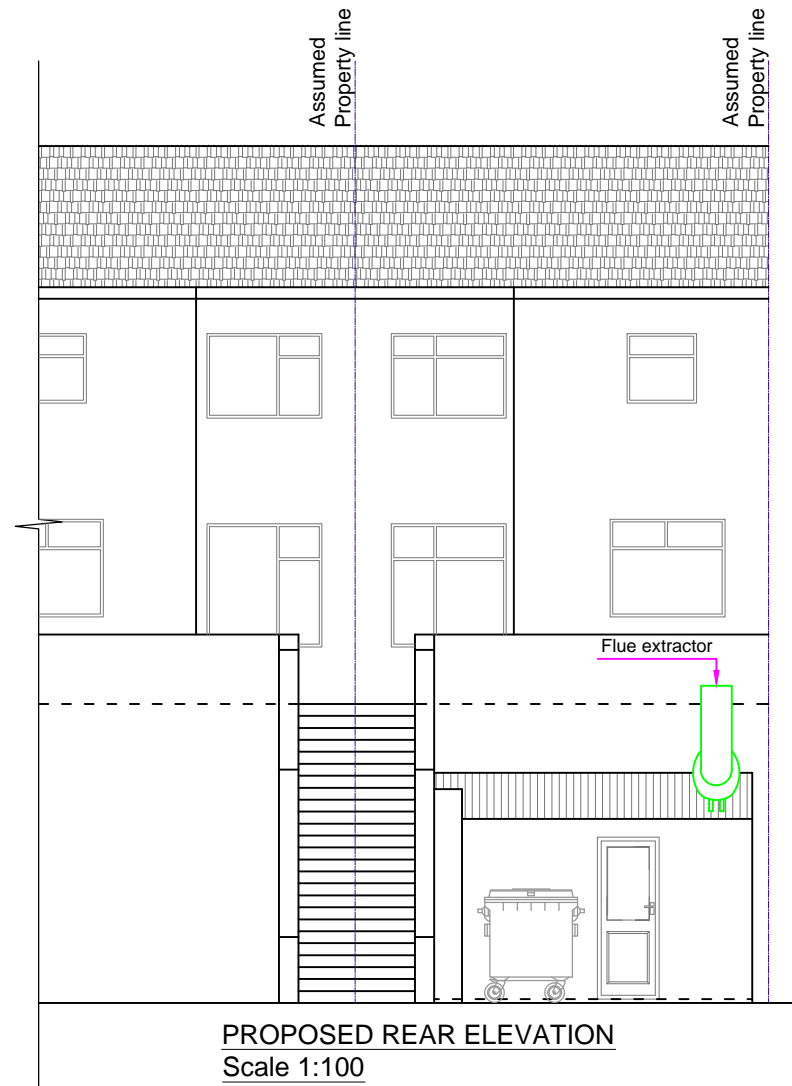 Assumed
Property line
Assumed
Property line
Flue extractor
PROPOSED REAR ELEVATION
Scale 1:100